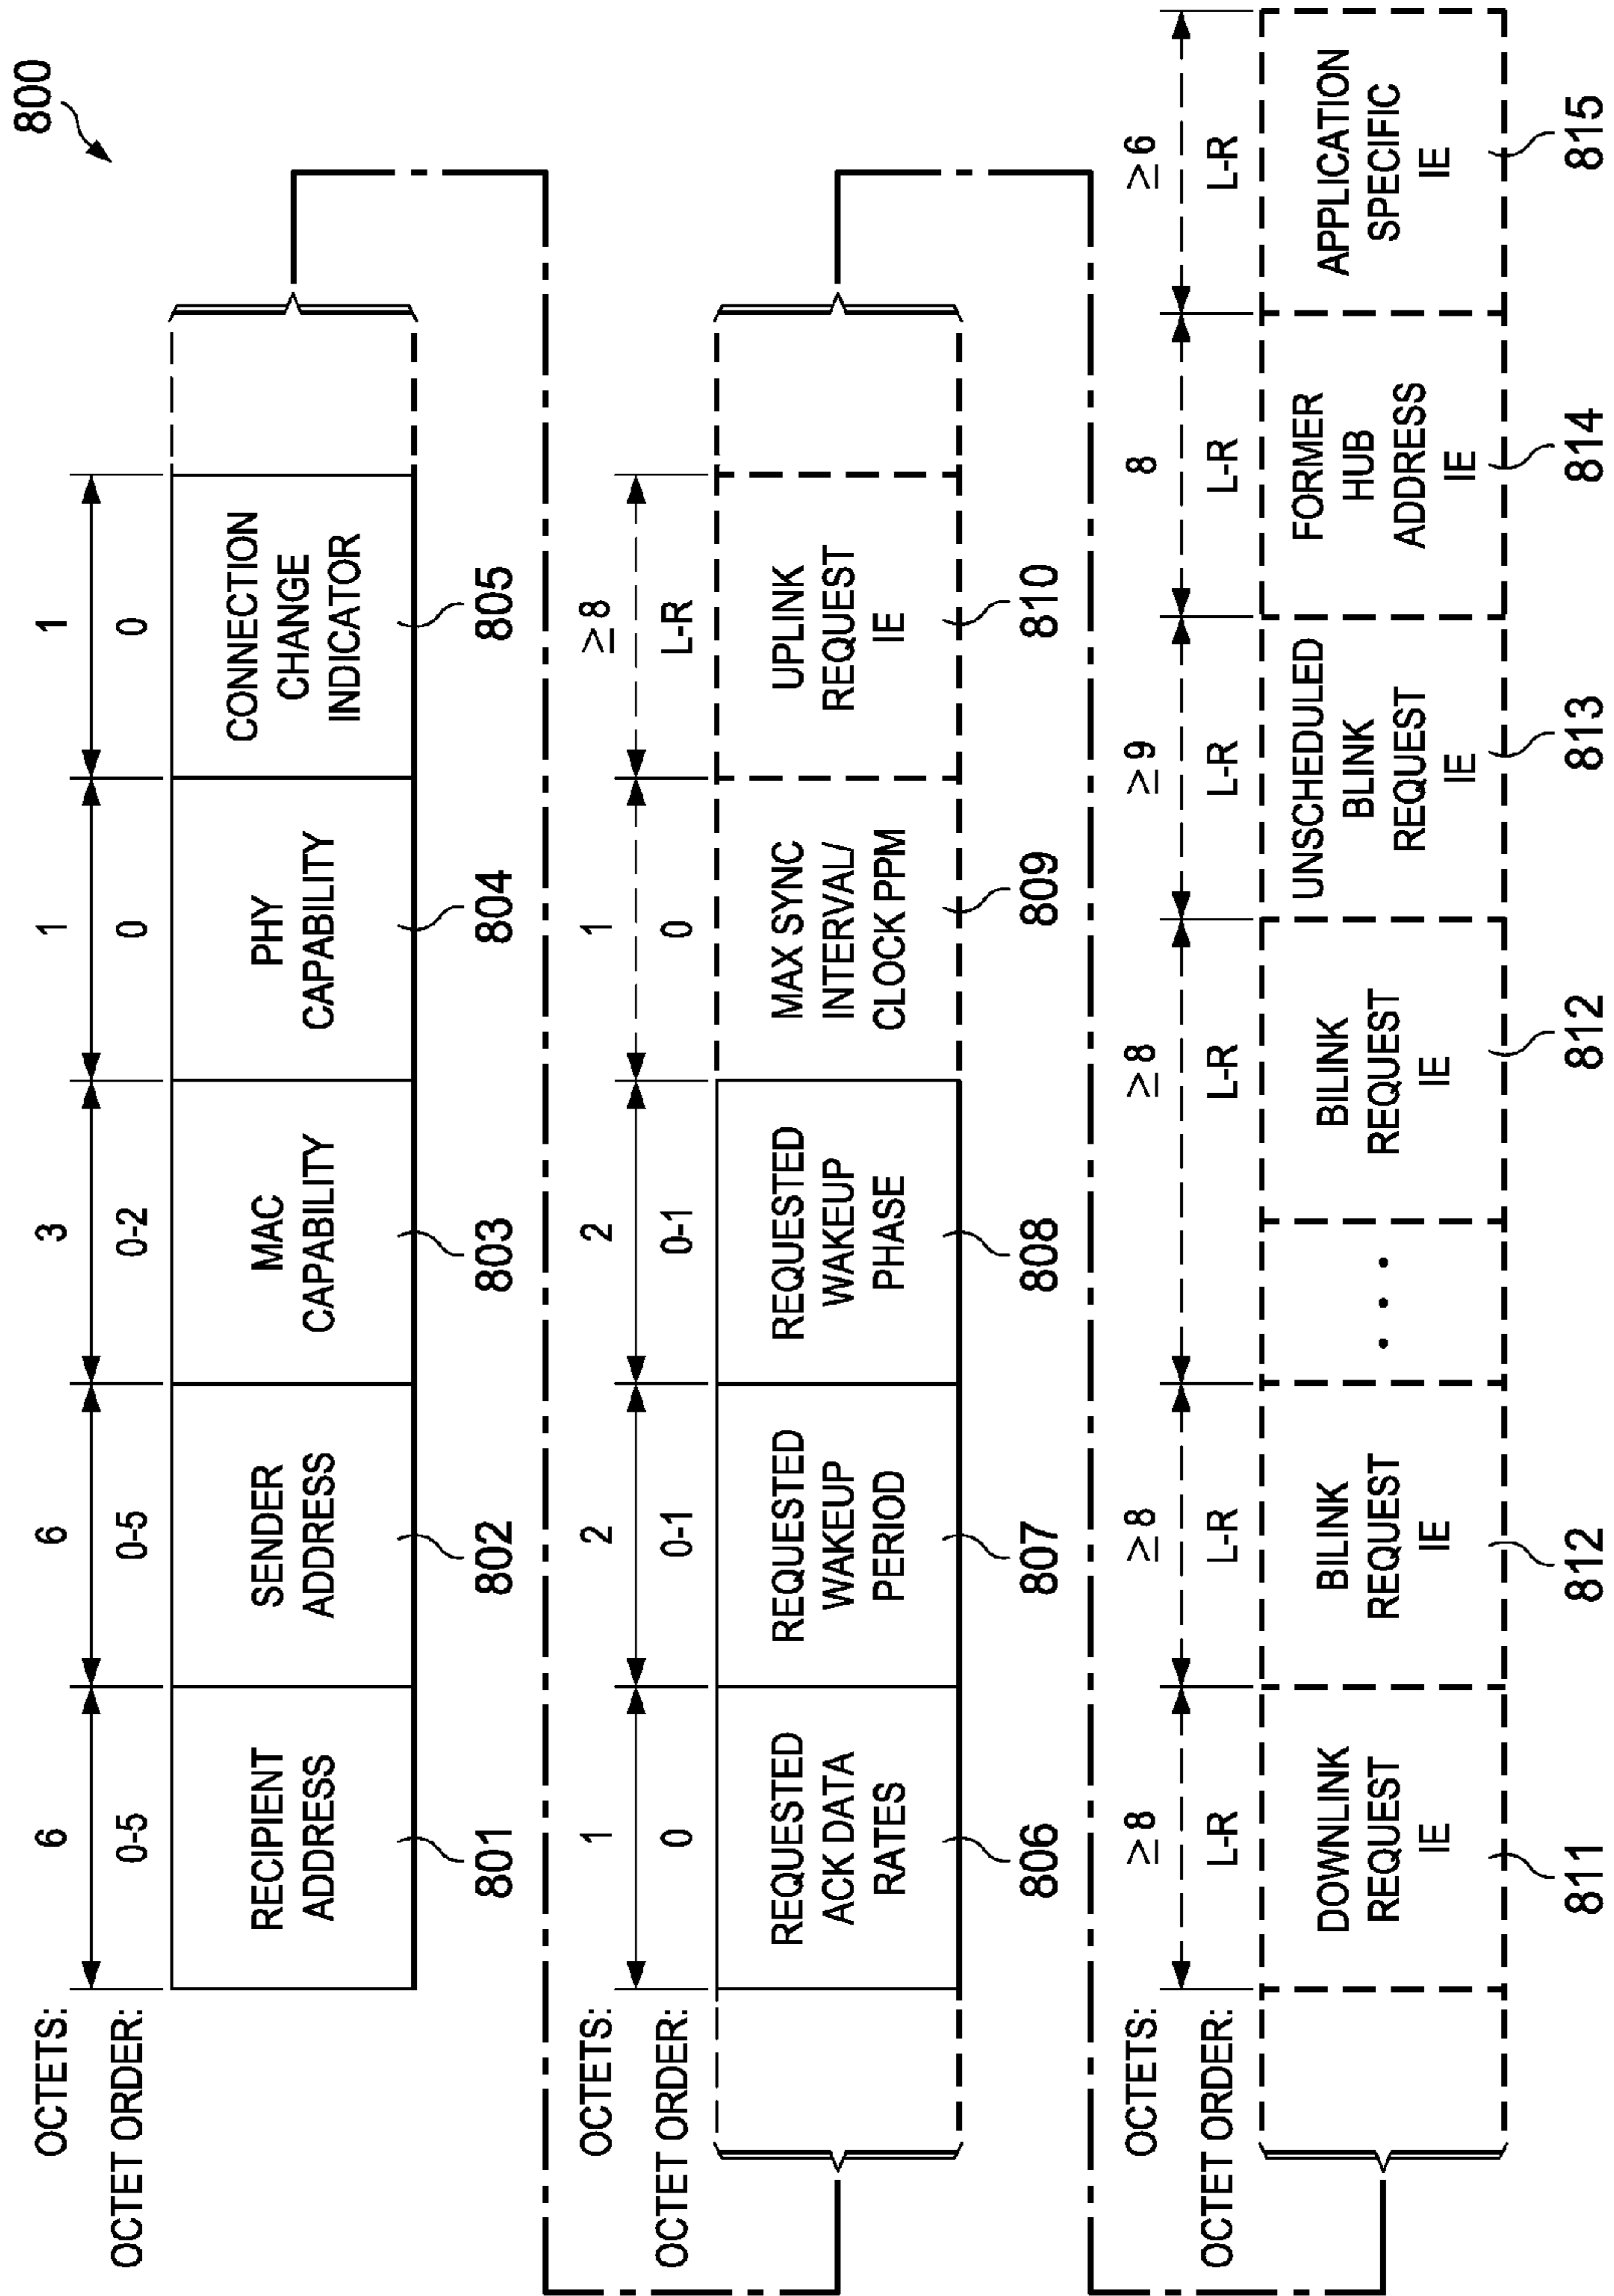 800
OCTETS: 6 6 3 1 1
OCTET ORDER: 0-5 0-5 0-2 0 0
RECIPIENT
ADDRESS
SENDER
ADDRESS
MAC
CAPABILITY
PHY
CAPABILITY
CONNECTION
CHANGE
INDICATOR
801 802 803 804 805
OCTETS: 1 2 2 1 ≥8
OCTET ORDER: 0 0-1 0-1 0 L-R
REQUESTED
ACK DATA
RATES
REQUESTED
WAKEUP
PERIOD
REQUESTED
WAKEUP
PHASE
MAX SYNC
INTERVAL/
CLOCK PPM
UPLINK
REQUEST
IE
806 807 808 809 810
OCTETS: ≥8 ≥8 ≥8 ≥9 8 ≥6
OCTET ORDER: L-R L-R L-R L-R L-R L-R
DOWNLINK
REQUEST
IE
BILINK
REQUEST
IE
• • •
BILINK
REQUEST
IE
UNSCHEDULED
BLINK
REQUEST
IE
FORMER
HUB
ADDRESS
IE
APPLICATION
SPECIFIC
IE
811 812 812 813 814 815